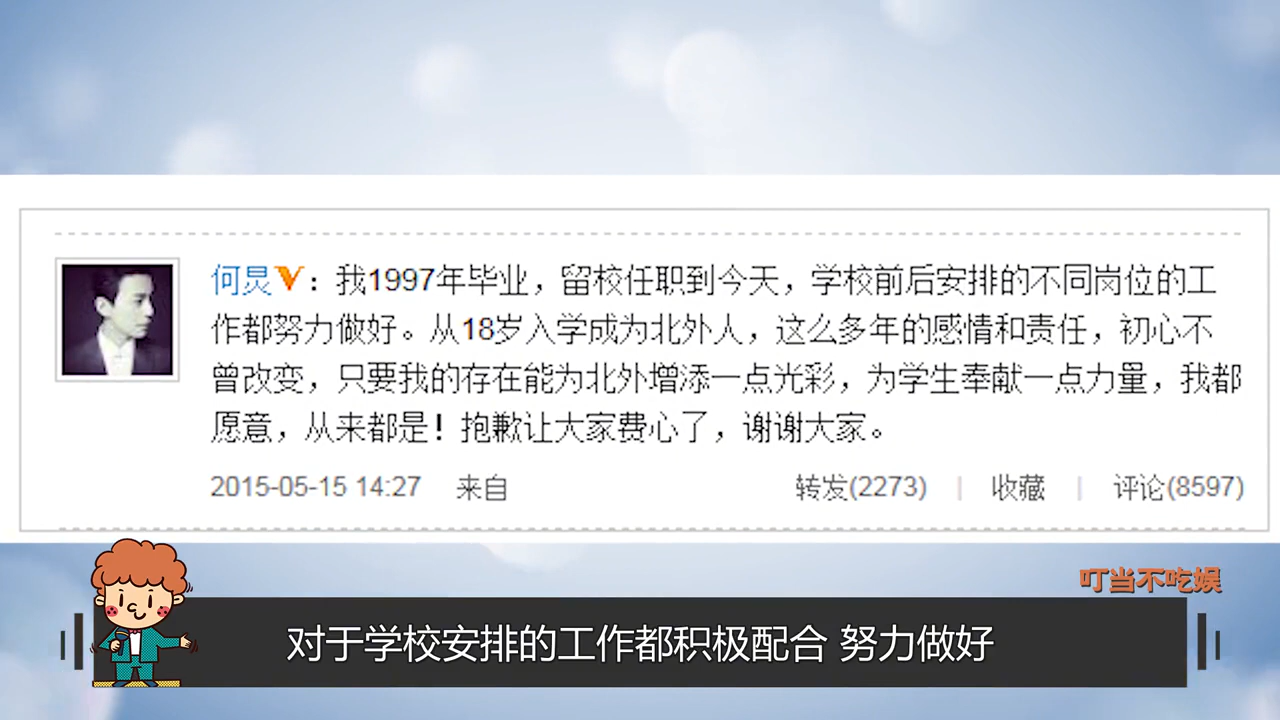 何炅V：我1997年毕业，留校任职到今天，学校前后安排的不同岗位的工
作都努力做好。从18岁入学成为北外人，这么多年的感情和责任，初心不
曾改变，只要我的存在能为北外增添一点光彩，为学生奉献一点力量，我都
愿意，从来都是！抱歉让大家费心了，谢谢大家。
2015-05-15 14:27 来自 转发(2273) | 收藏 | 评论(8597)
叮当不吃娱
对于学校安排的工作都积极配合 努力做好